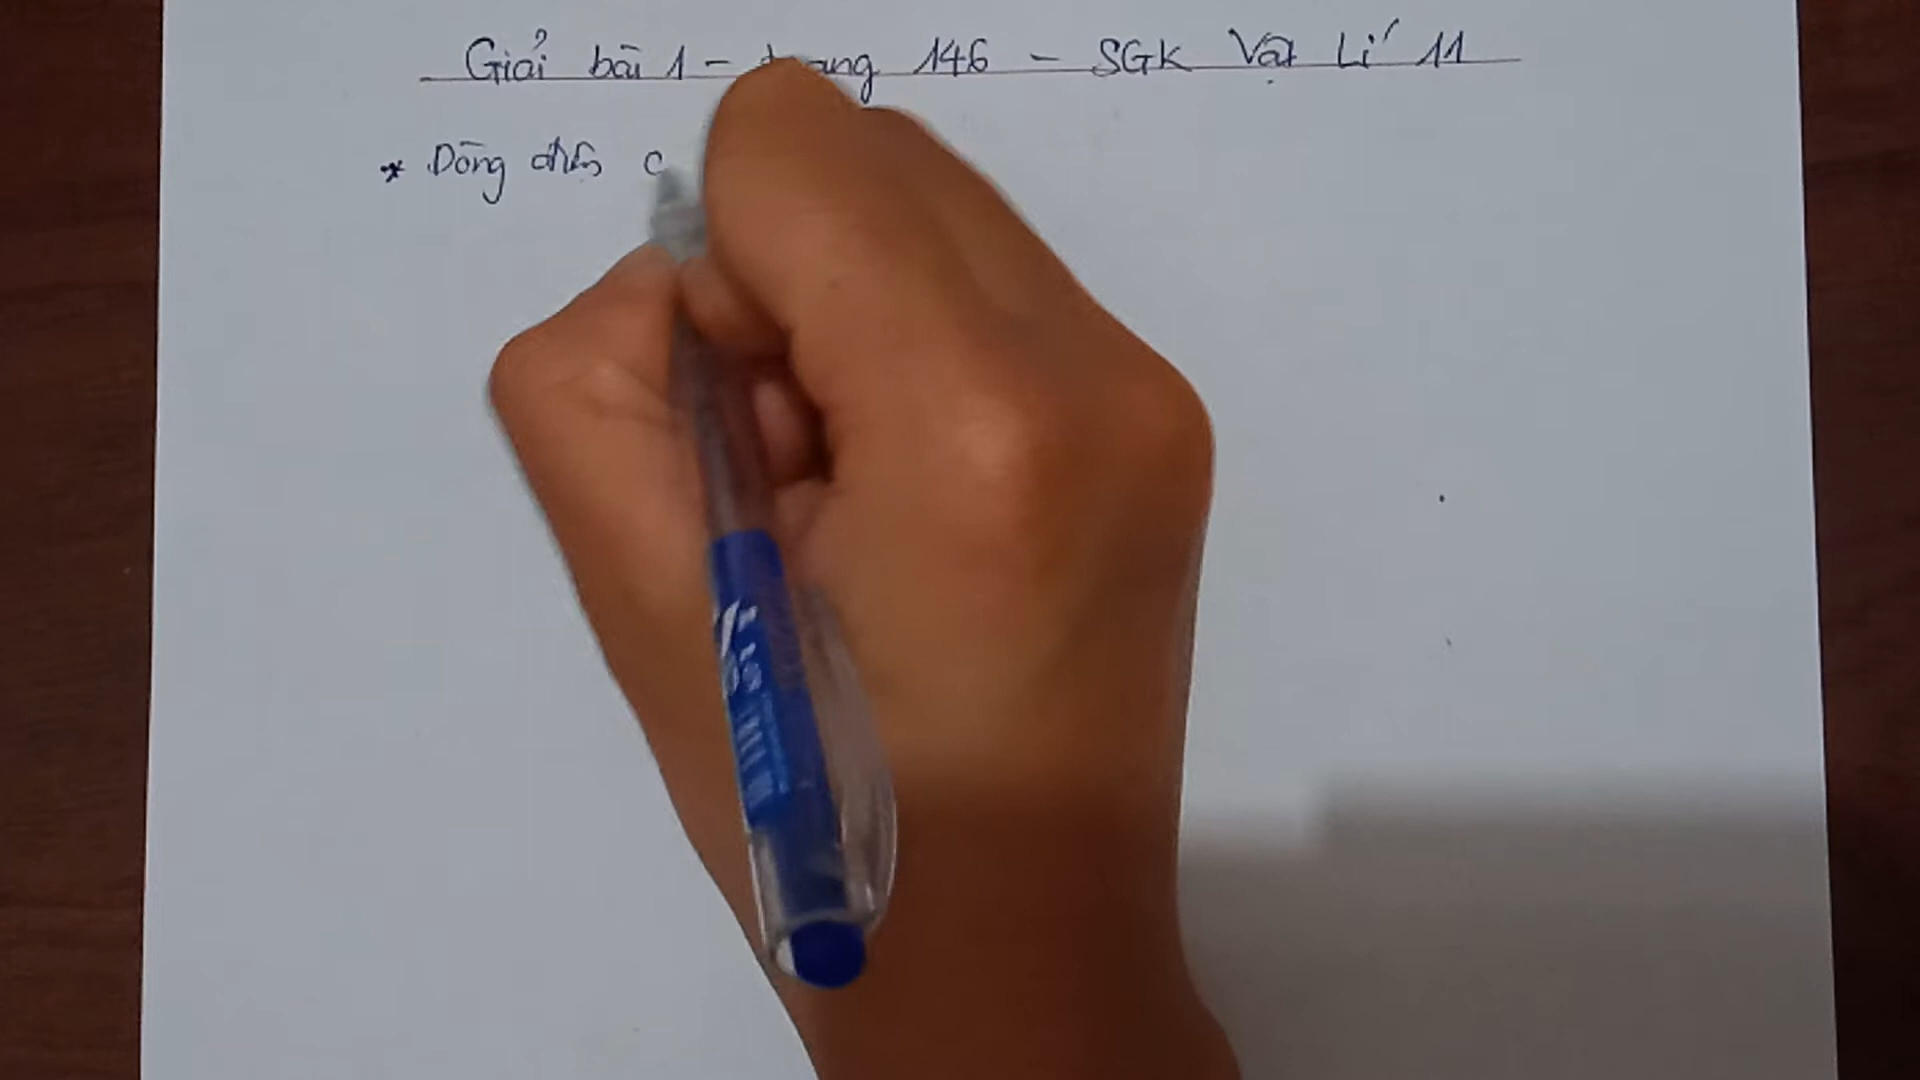 Giải bài 1 - trang 146 - SGK Vật Lí 11
* Dòng điện c